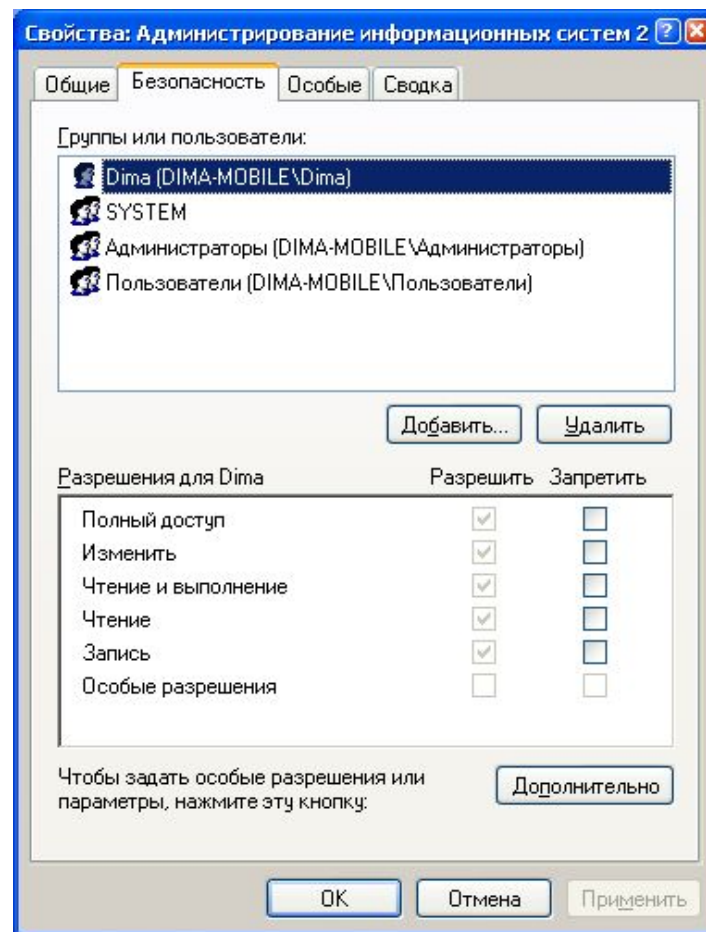 Свойства: Администрирование информационных систем 2
Общие Безопасность Особые Сводка
Группы или пользователи:
Dima (DIMA-MOBILE\Dima)
SYSTEM
Администраторы (DIMA-MOBILE\Администраторы)
Пользователи (DIMA-MOBILE\Пользователи)
Добавить... Удалить
Разрешения для Dima Разрешить Запретить
Полный доступ
Изменить
Чтение и выполнение
Чтение
Запись
Особые разрешения
Чтобы задать особые разрешения или
параметры, нажмите эту кнопку:
Дополнительно
OK Отмена Применить